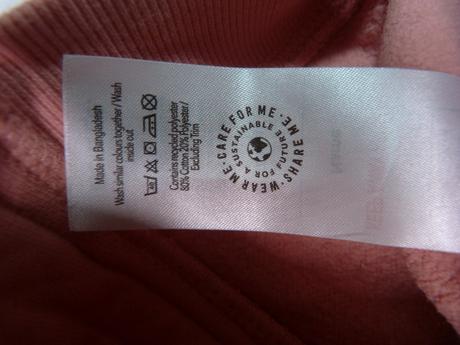 Made in Bangladesh
Wash similar colours together / Wash
inside out
Contains recycled polyester
80% Cotton 20% Polyester/
Excluding Trim
CARE FOR ME · SHARE ME · WEAR ME ·
FOR A SUSTAINABLE FUTURE